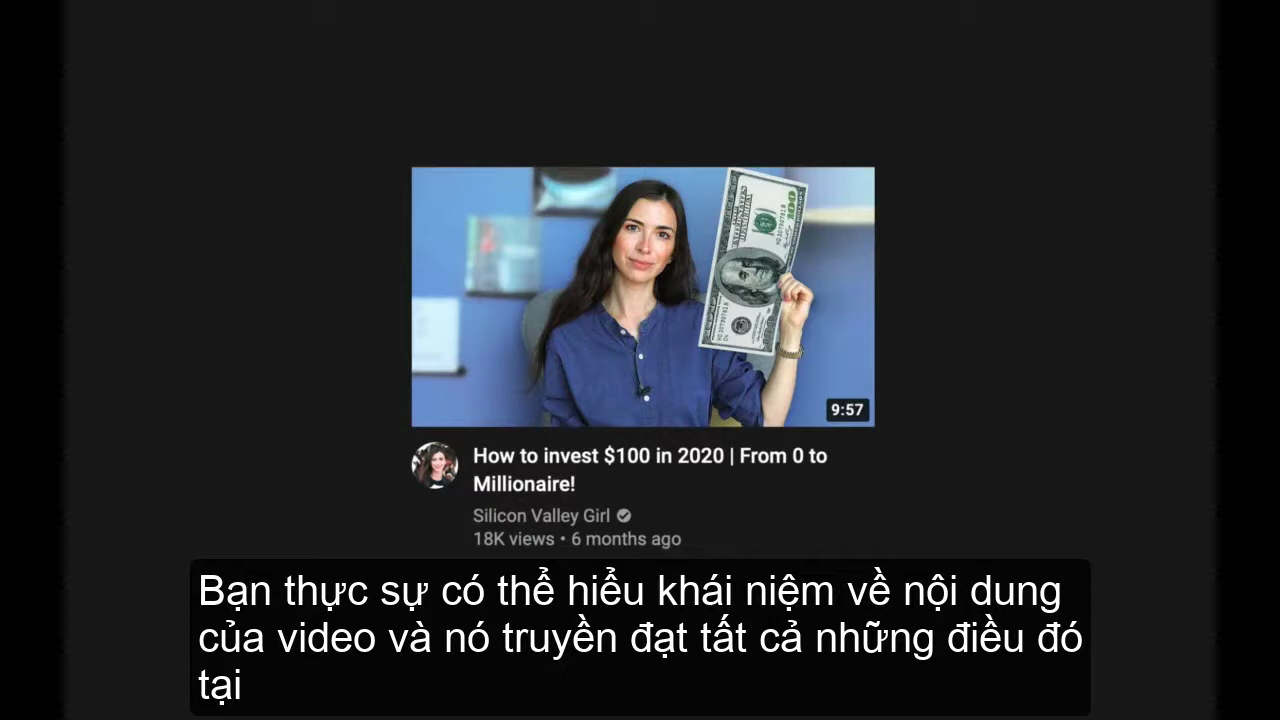 100
9:57
How to invest $100 in 2020 | From 0 to
Millionaire!
Silicon Valley Girl
18K views • 6 months ago
Bạn thực sự có thể hiểu khái niệm về nội dung
của video và nó truyền đạt tất cả những điều đó
tại